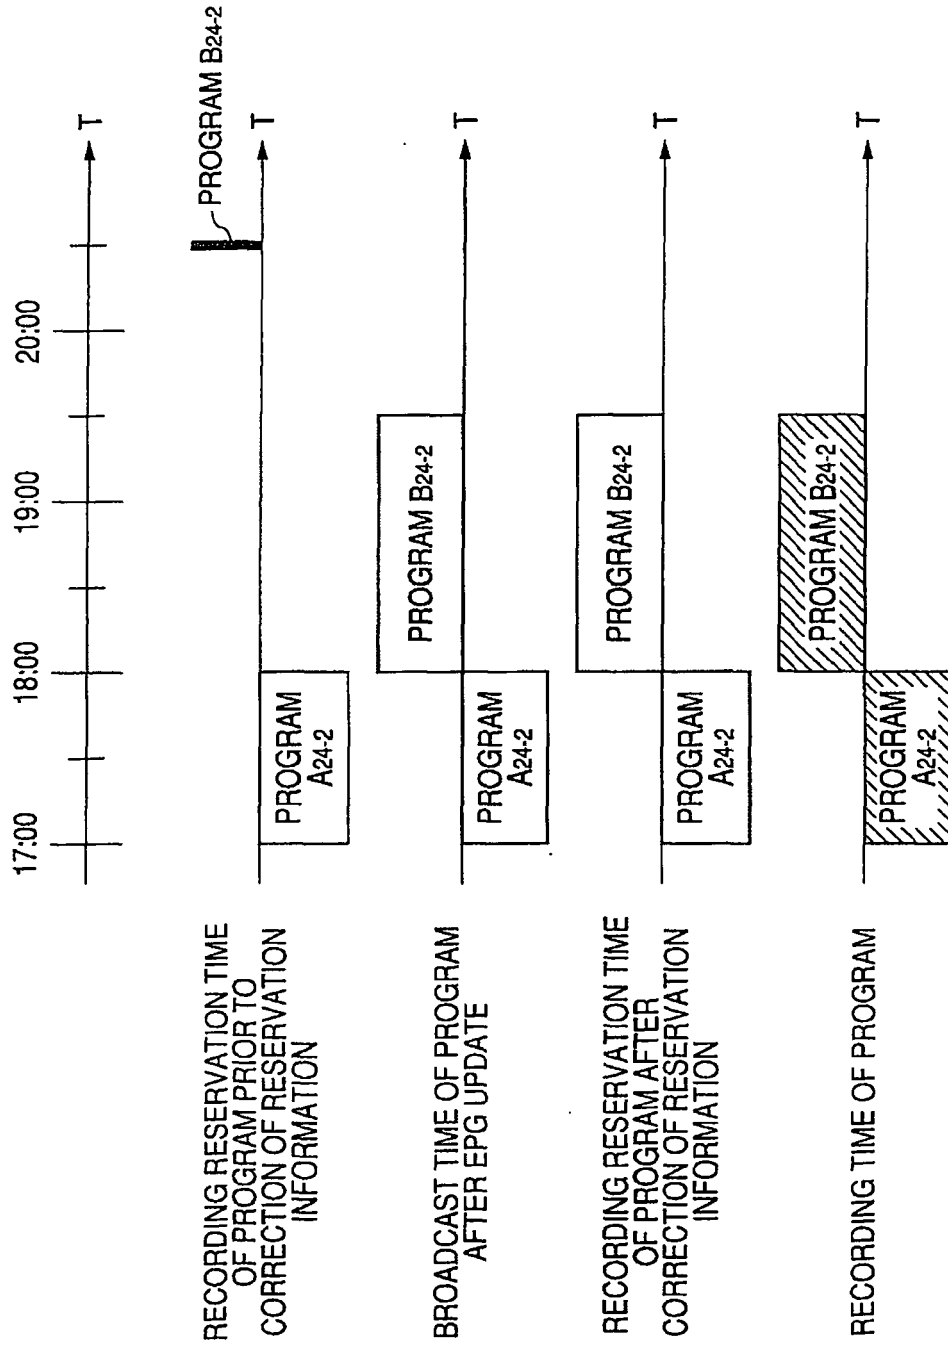 17:00
18:00
19:00
20:00
T
RECORDING RESERVATION TIME
OF PROGRAM PRIOR TO
CORRECTION OF RESERVATION
INFORMATION
PROGRAM
A24-2
PROGRAM B24-2
T
BROADCAST TIME OF PROGRAM
AFTER EPG UPDATE
PROGRAM
A24-2
PROGRAM B24-2
T
RECORDING RESERVATION TIME
OF PROGRAM AFTER
CORRECTION OF RESERVATION
INFORMATION
PROGRAM
A24-2
PROGRAM B24-2
T
RECORDING TIME OF PROGRAM
PROGRAM
A24-2
PROGRAM B24-2
T